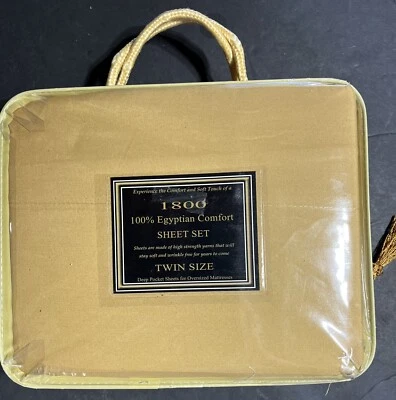 Experience the Comfort and Soft Touch of a
1800
100% Egyptian Comfort
SHEET SET
Sheets are made of high strength yarns that will
stay soft and wrinkle free for years to come
TWIN SIZE
Deep Pocket Sheets for Oversized Mattresses